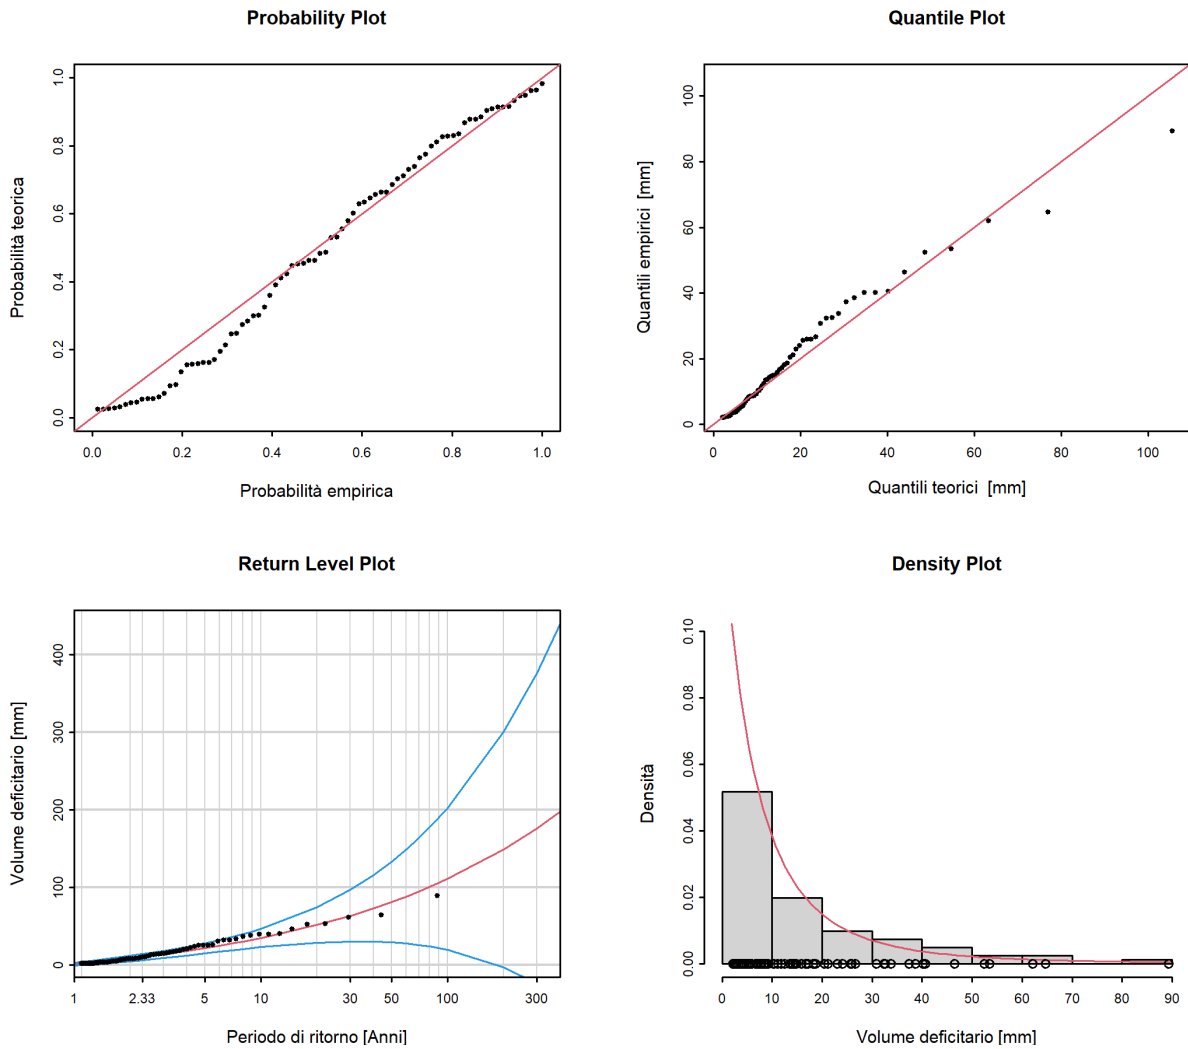 Probability Plot
Probabilità teorica
0.0 0.2 0.4 0.6 0.8 1.0
0.0 0.2 0.4 0.6 0.8 1.0
Probabilità empirica
Quantile Plot
Quantili empirici [mm]
0 20 40 60 80 100
0 20 40 60 80 100
Quantili teorici [mm]
Return Level Plot
Volume deficitario [mm]
0 100 200 300 400
1 2.33 5 10 30 50 100 300
Periodo di ritorno [Anni]
Density Plot
Densità
0.00 0.02 0.04 0.06 0.08 0.10
0 10 20 30 40 50 60 70 80 90
Volume deficitario [mm]